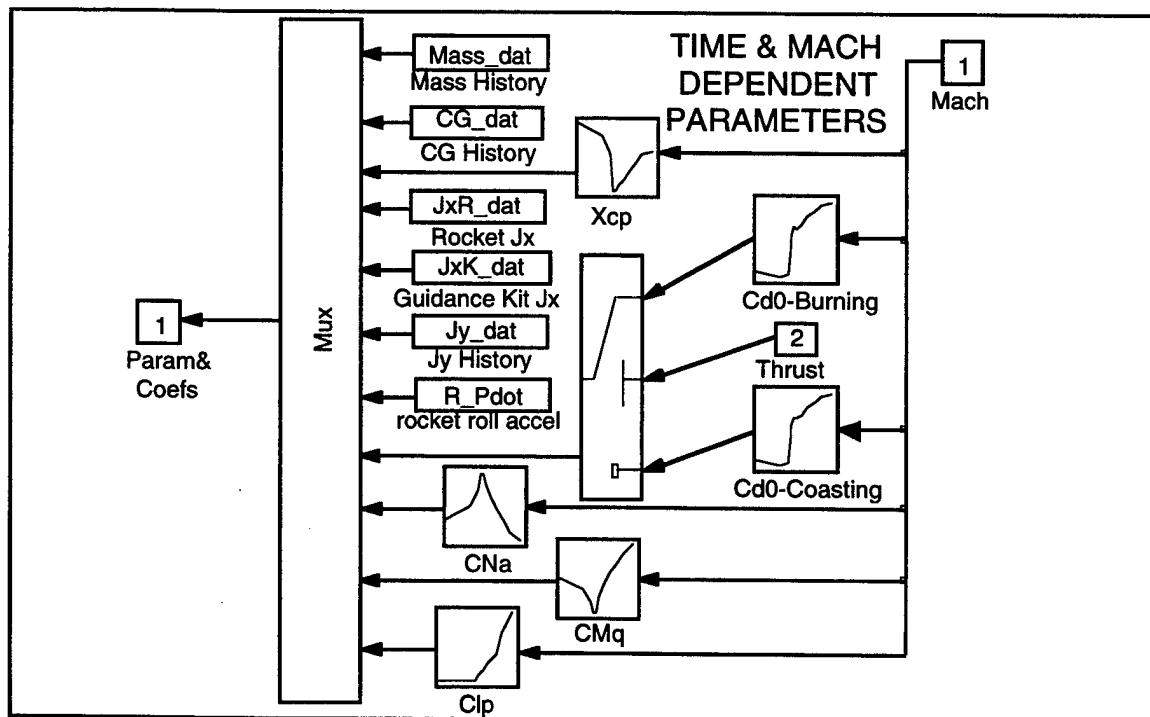 TIME & MACH
DEPENDENT
PARAMETERS
1
Mach
Mass_dat
Mass History
CG_dat
CG History
Xcp
JxR_dat
Rocket Jx
JxK_dat
Guidance Kit Jx
Cd0-Burning
1
Param&
Coefs
Mux
Jy_dat
Jy History
2
Thrust
R_Pdot
rocket roll accel
Cd0-Coasting
CNa
CMq
Clp